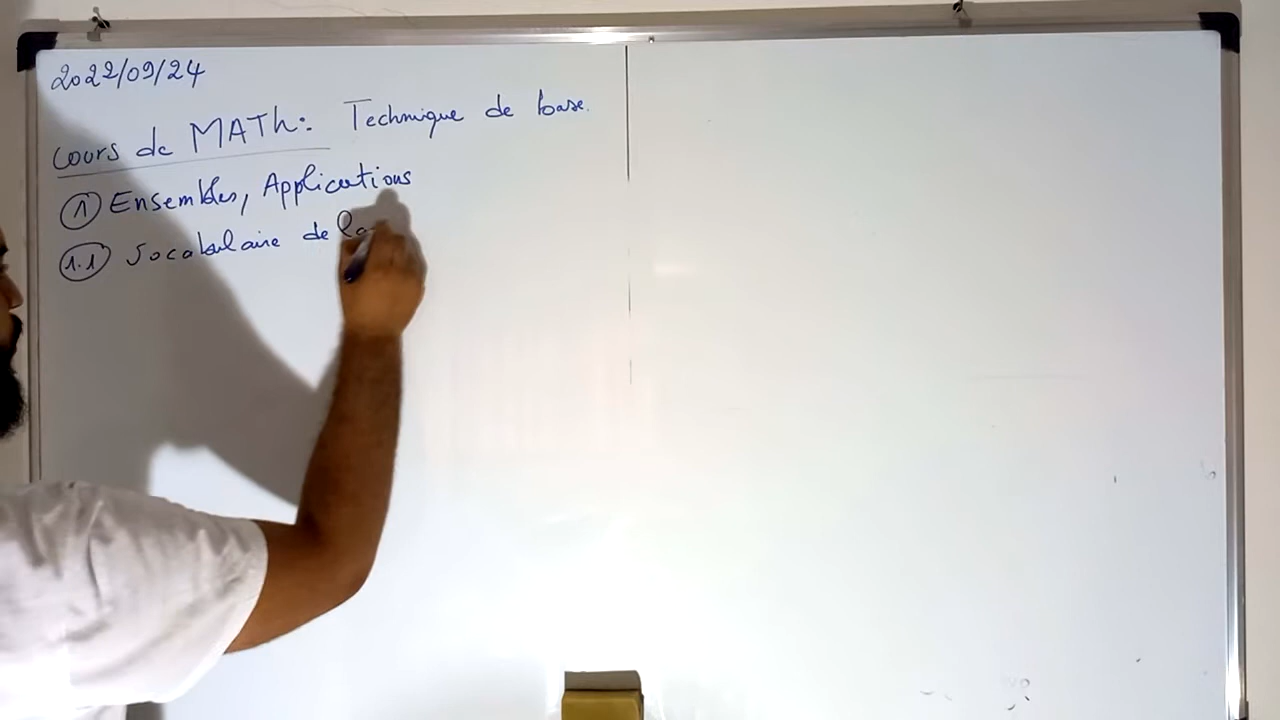 2022/09/24
Cours de MATh: Technique de base.
1 Ensembles, Applications
1.1 Vocabulaire de la